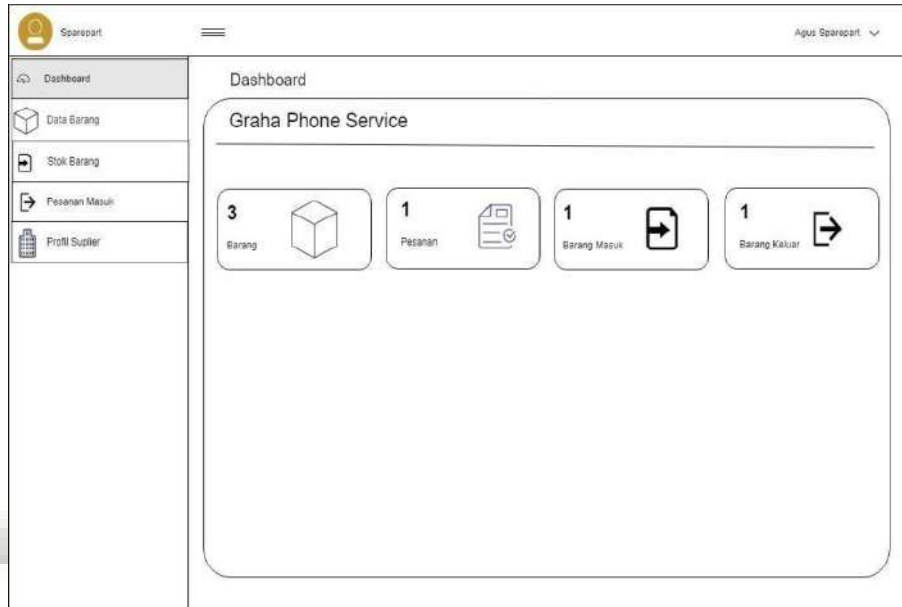 Sparepart
Agus Sparepart
Dashboard
Data Barang
Stok Barang
Pesanan Masuk
Profil Suplier
Dashboard
Graha Phone Service
3
Barang
1
Pesanan
1
Barang Masuk
1
Barang Keluar